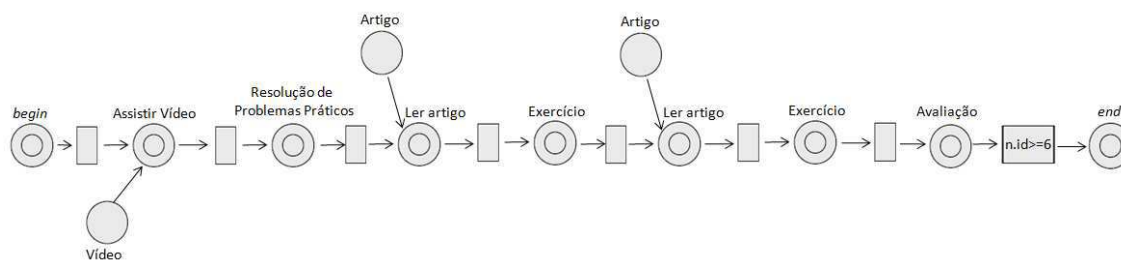 Artigo
Artigo
begin
Assistir Vídeo
Resolução de
Problemas Práticos
Ler artigo
Exercício
Ler artigo
Exercício
Avaliação
n.id>=6
end
Vídeo